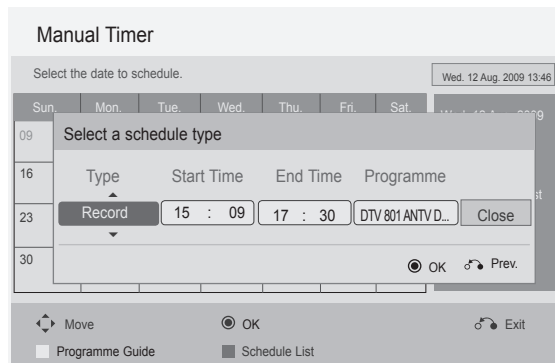 Manual Timer
Select the date to schedule.
Wed. 12 Aug. 2009 13:46
Sun. Mon. Tue. Wed. Thu. Fri. Sat.
09
Select a schedule type
16
Type Start Time End Time Programme
23
Record 15 : 09 17 : 30 DTV 801 ANTV D... Close
30
OK Prev.
Move OK Exit
Programme Guide Schedule List